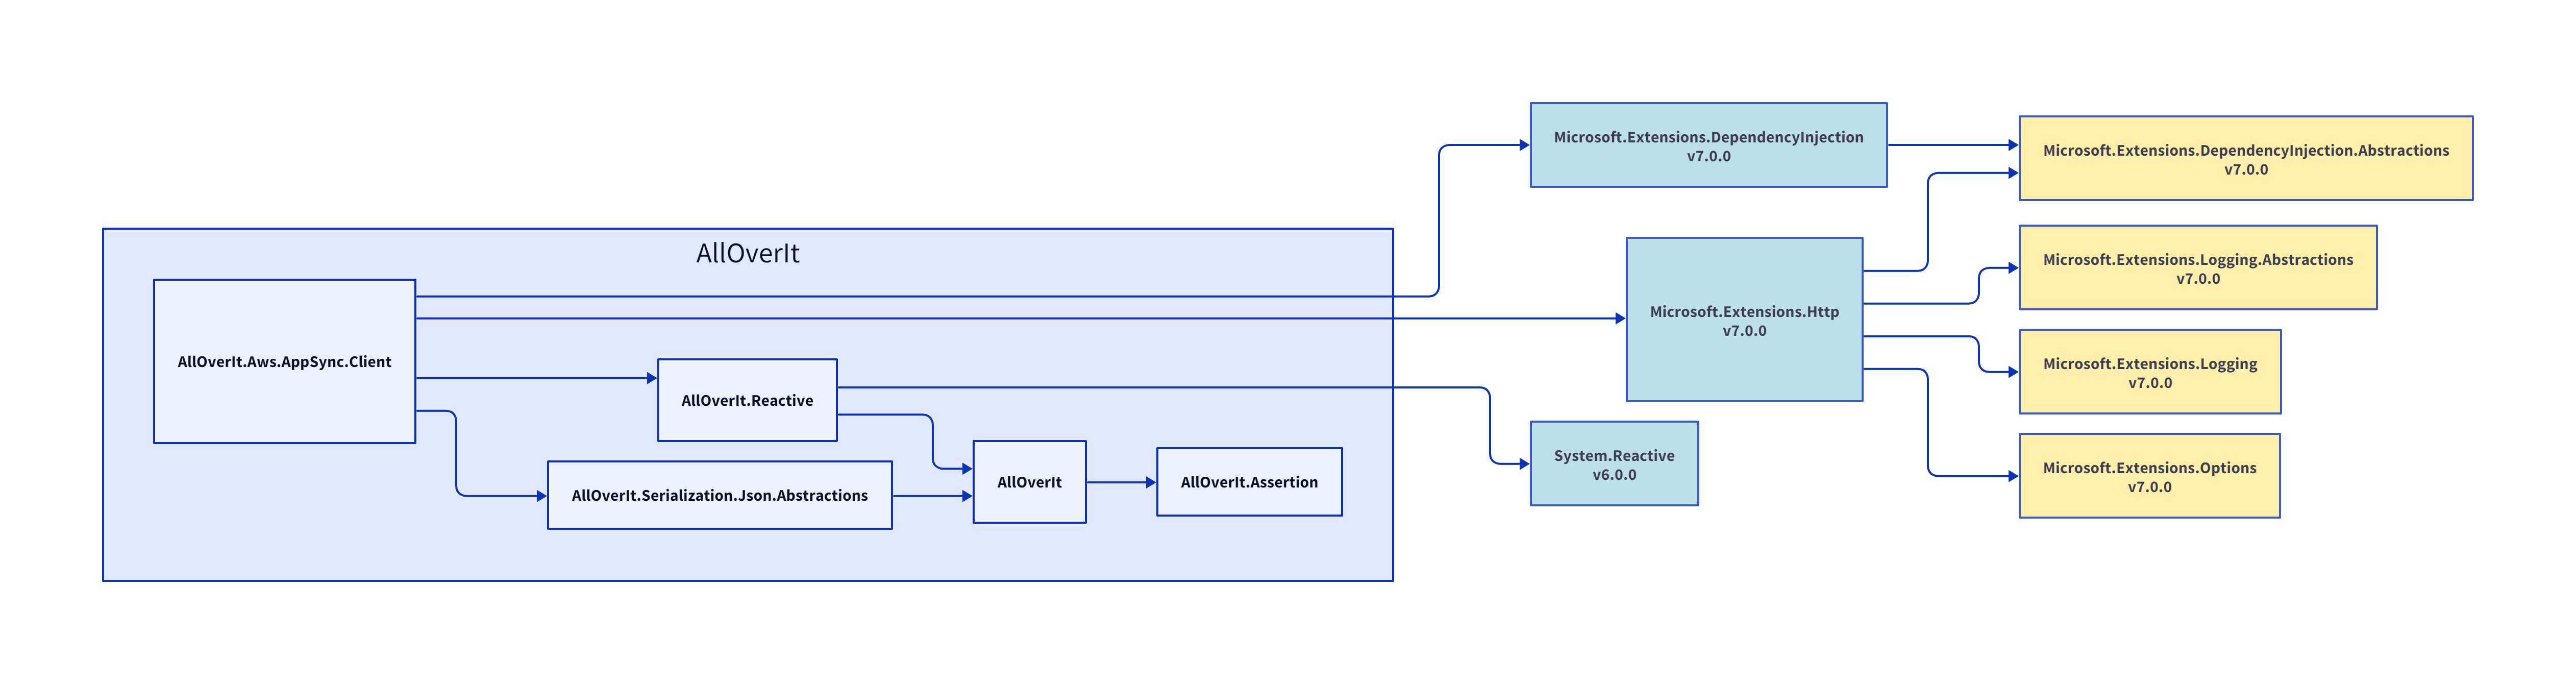 AllOverIt
AllOverIt.Aws.AppSync.Client
AllOverIt.Reactive
AllOverIt.Serialization.Json.Abstractions
AllOverIt
AllOverIt.Assertion
Microsoft.Extensions.DependencyInjection
v7.0.0
Microsoft.Extensions.Http
v7.0.0
System.Reactive
v6.0.0
Microsoft.Extensions.DependencyInjection.Abstractions
v7.0.0
Microsoft.Extensions.Logging.Abstractions
v7.0.0
Microsoft.Extensions.Logging
v7.0.0
Microsoft.Extensions.Options
v7.0.0